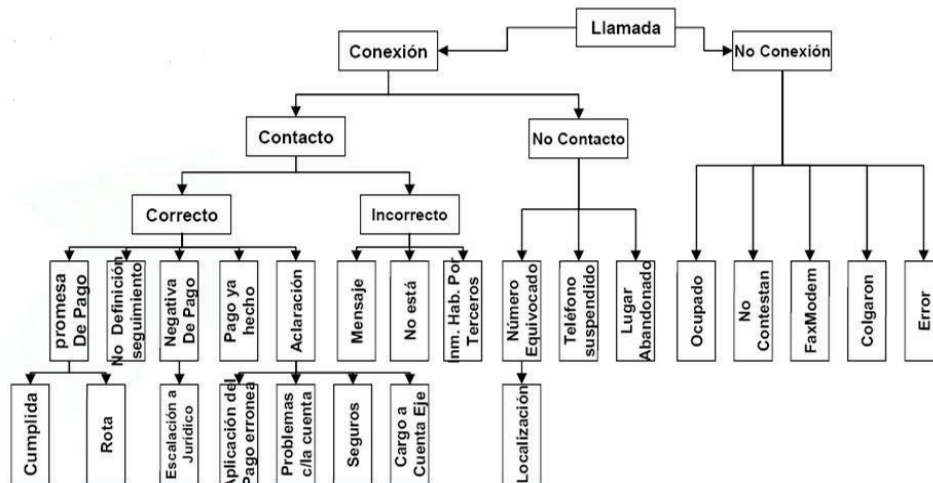 Llamada
Conexión
No Conexión
Contacto
No Contacto
Correcto
Incorrecto
promesa
De Pago
No Definición
seguimiento
Negativa
De Pago
Pago ya
hecho
Aclaración
Mensaje
No está
Inm. Hab. Por
Terceros
Número
Equivocado
Teléfono
suspendido
Lugar
Abandonado
Ocupado
No
Contestan
FaxModem
Colgaron
Error
Cumplida
Rota
Escalación a
Jurídico
Aplicación del
Pago erronea
Problemas
c/la cuenta
Seguros
Cargo a
Cuenta Eje
Localización